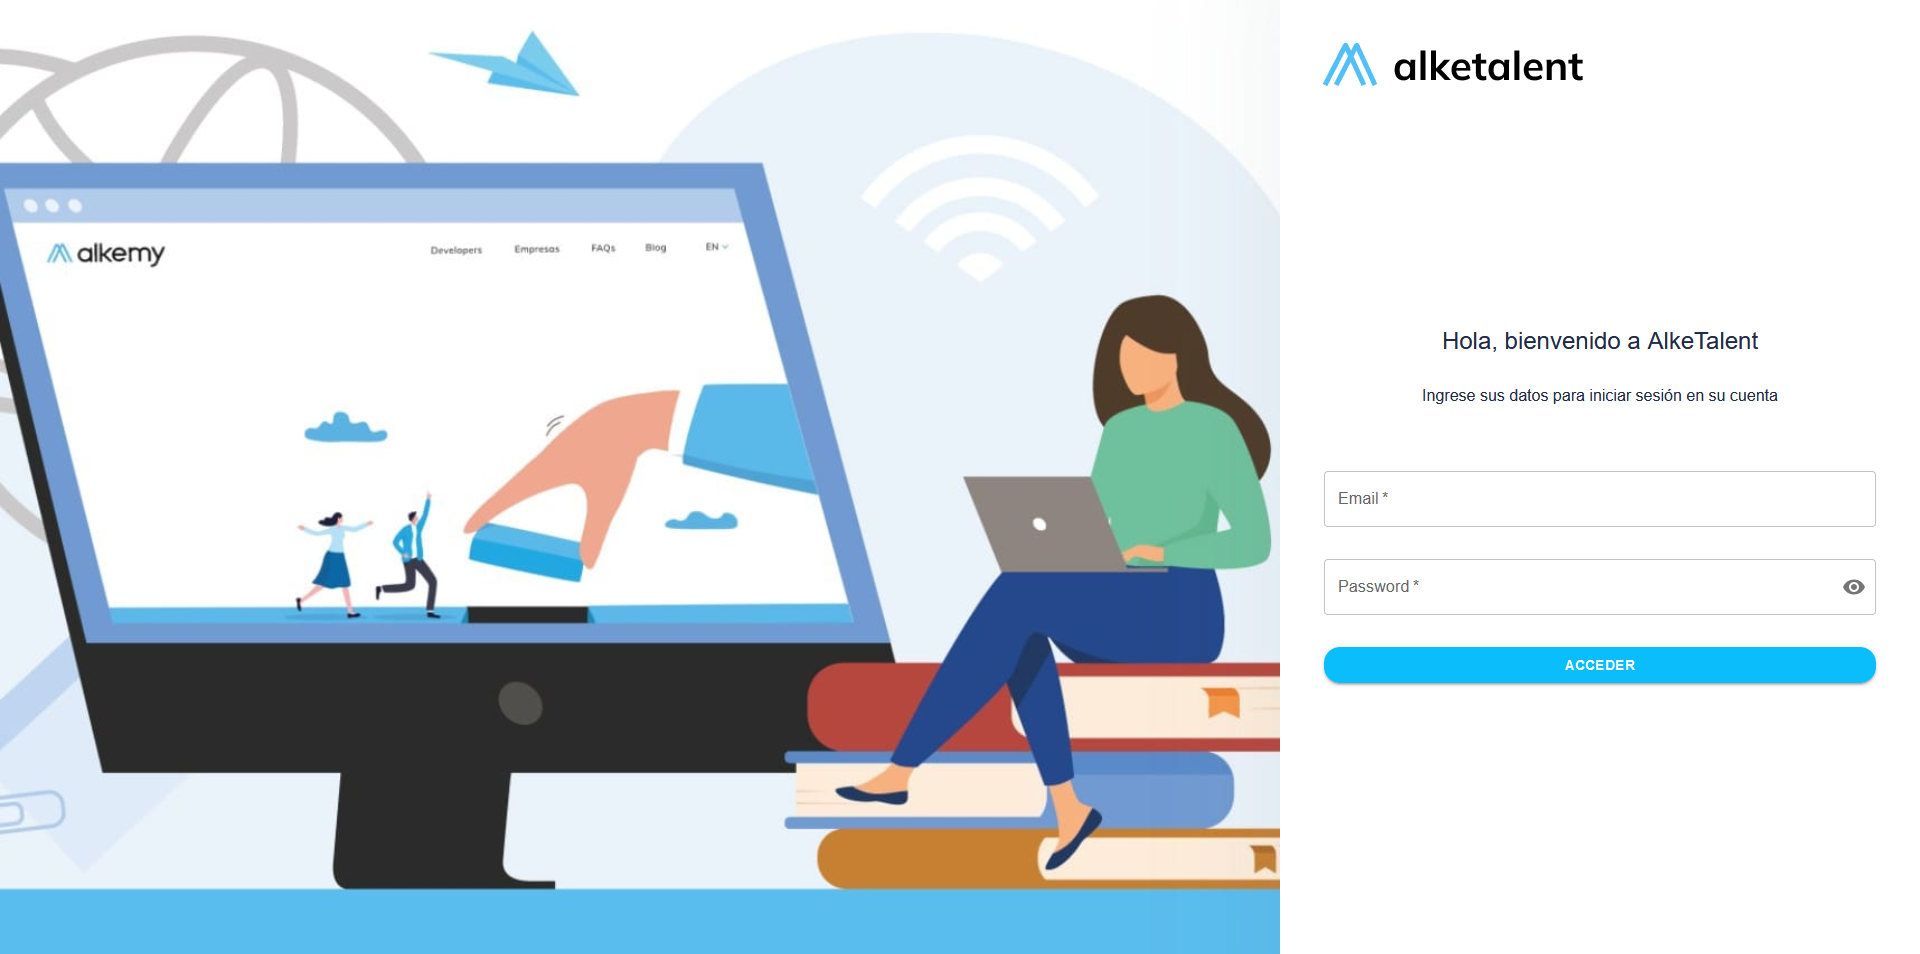 alkemy
Developers Empresas FAQs Blog EN
alketalent
Hola, bienvenido a AlkeTalent
Ingrese sus datos para iniciar sesión en su cuenta
Email *
Password *
ACCEDER